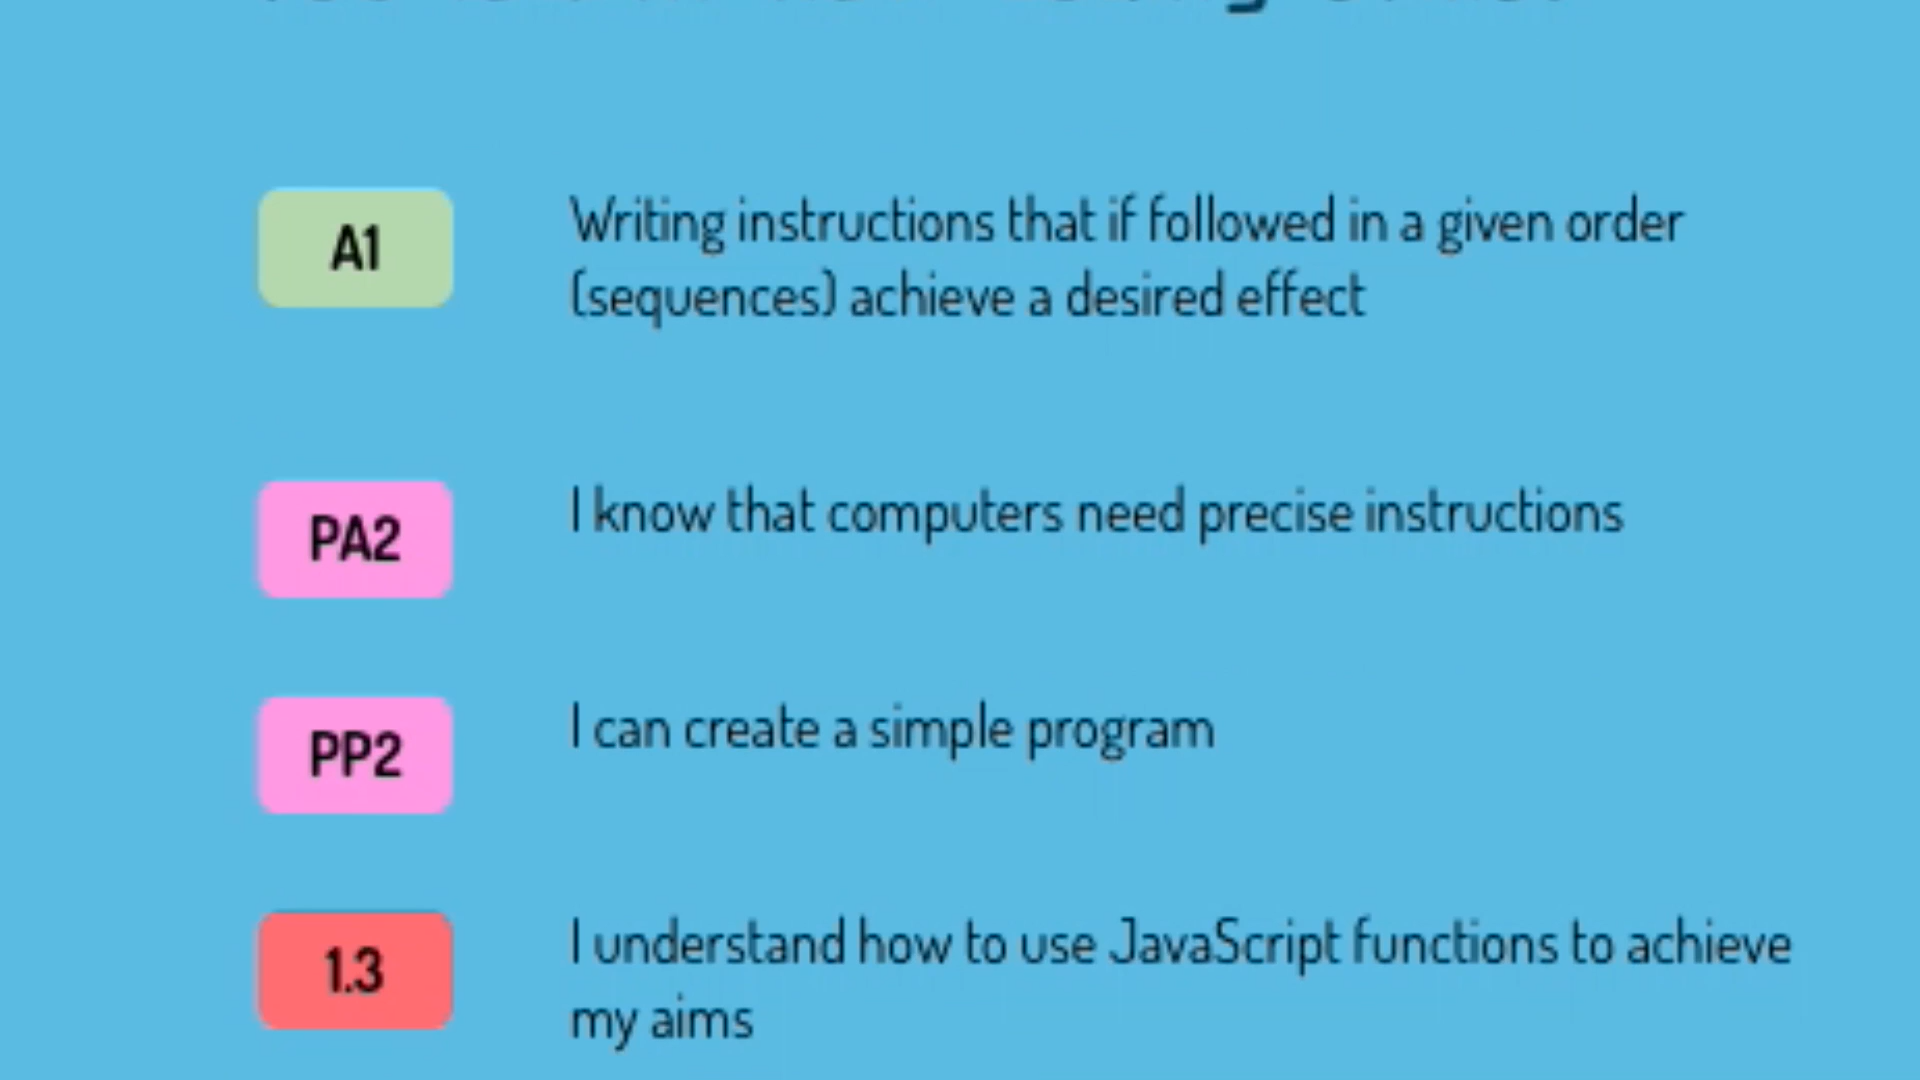 A1
Writing instructions that if followed in a given order
(sequences) achieve a desired effect
PA2
I know that computers need precise instructions
PP2
I can create a simple program
1.3
I understand how to use JavaScript functions to achieve
my aims